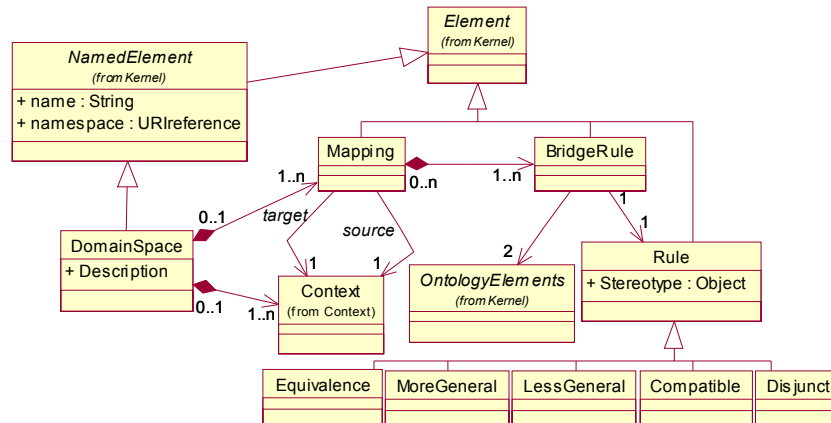 Element
(from Kernel)
NamedElement
(from Kernel)
+ name : String
+ namespace : URIreference
Mapping
BridgeRule
1..n
0..n
1..n
0..1
target
source
1
1
2
DomainSpace
+ Description
0..1
1..n
1
1
Context
(from Context)
OntologyElements
(from Kernel)
Rule
+ Stereotype : Object
Equivalence
MoreGeneral
LessGeneral
Compatible
Disjunct